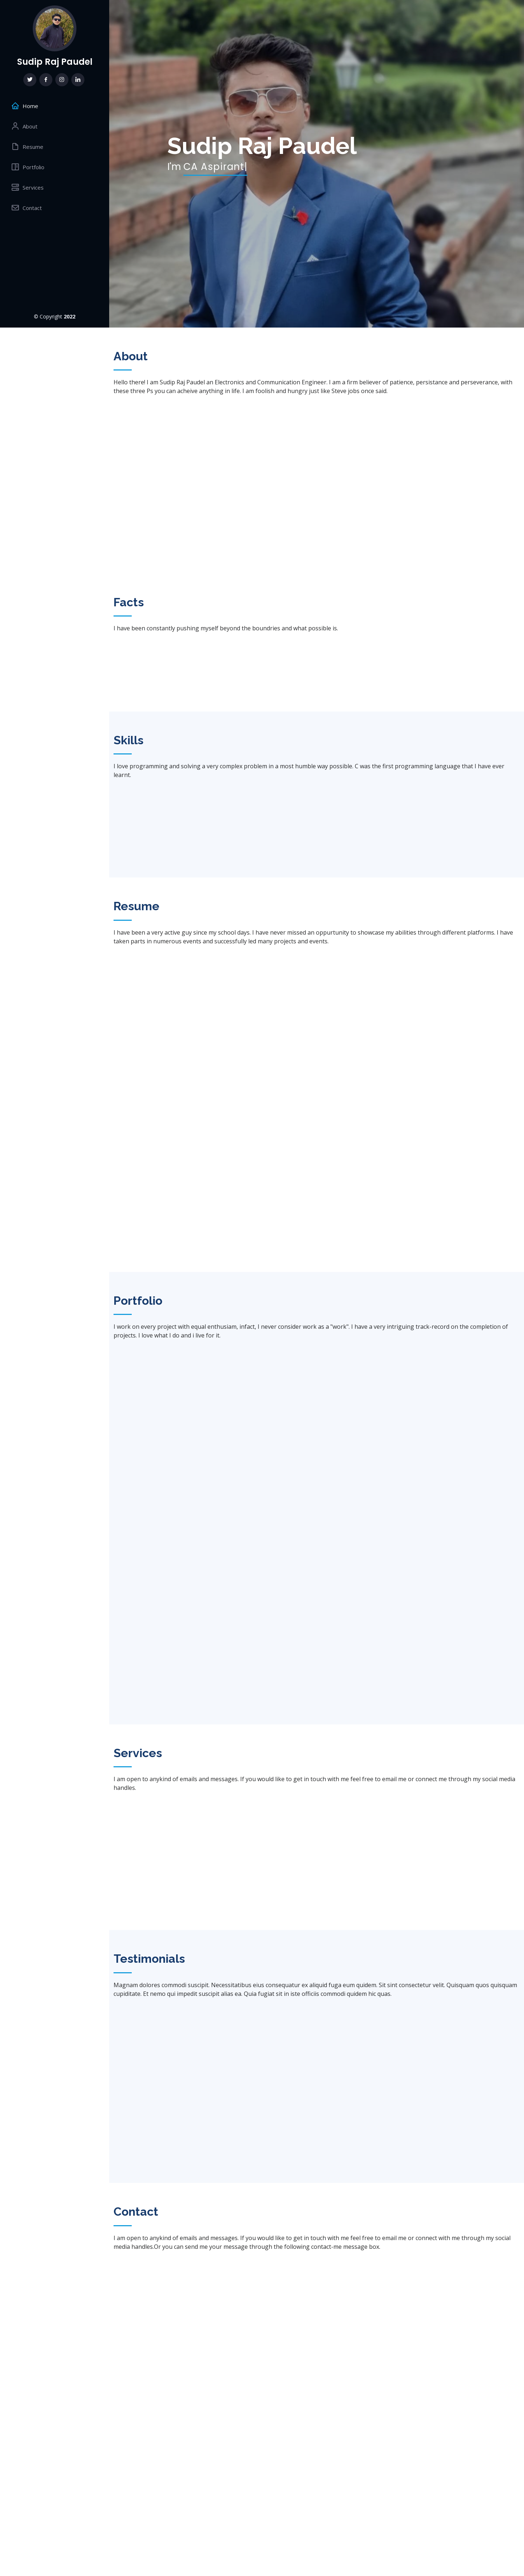 Sudip Raj Paudel
Home
About
Resume
Portfolio
Services
Contact
© Copyright 2022
Sudip Raj Paudel
I'm CA Aspirant|
About
Hello there! I am Sudip Raj Paudel an Electronics and Communication Engineer. I am a firm believer of patience, persistance and perseverance, with
these three Ps you can acheive anything in life. I am foolish and hungry just like Steve jobs once said.
Facts
I have been constantly pushing myself beyond the boundries and what possible is.
Skills
I love programming and solving a very complex problem in a most humble way possible. C was the first programming language that I have ever
learnt.
Resume
I have been a very active guy since my school days. I have never missed an oppurtunity to showcase my abilities through different platforms. I have
taken parts in numerous events and successfully led many projects and events.
Portfolio
I work on every project with equal enthusiam, infact, I never consider work as a "work". I have a very intriguing track-record on the completion of
projects. I love what I do and i live for it.
Services
I am open to anykind of emails and messages. If you would like to get in touch with me feel free to email me or connect me through my social media
handles.
Testimonials
Magnam dolores commodi suscipit. Necessitatibus eius consequatur ex aliquid fuga eum quidem. Sit sint consectetur velit. Quisquam quos quisquam
cupiditate. Et nemo qui impedit suscipit alias ea. Quia fugiat sit in iste officiis commodi quidem hic quas.
Contact
I am open to anykind of emails and messages. If you would like to get in touch with me feel free to email me or connect with me through my social
media handles.Or you can send me your message through the following contact-me message box.